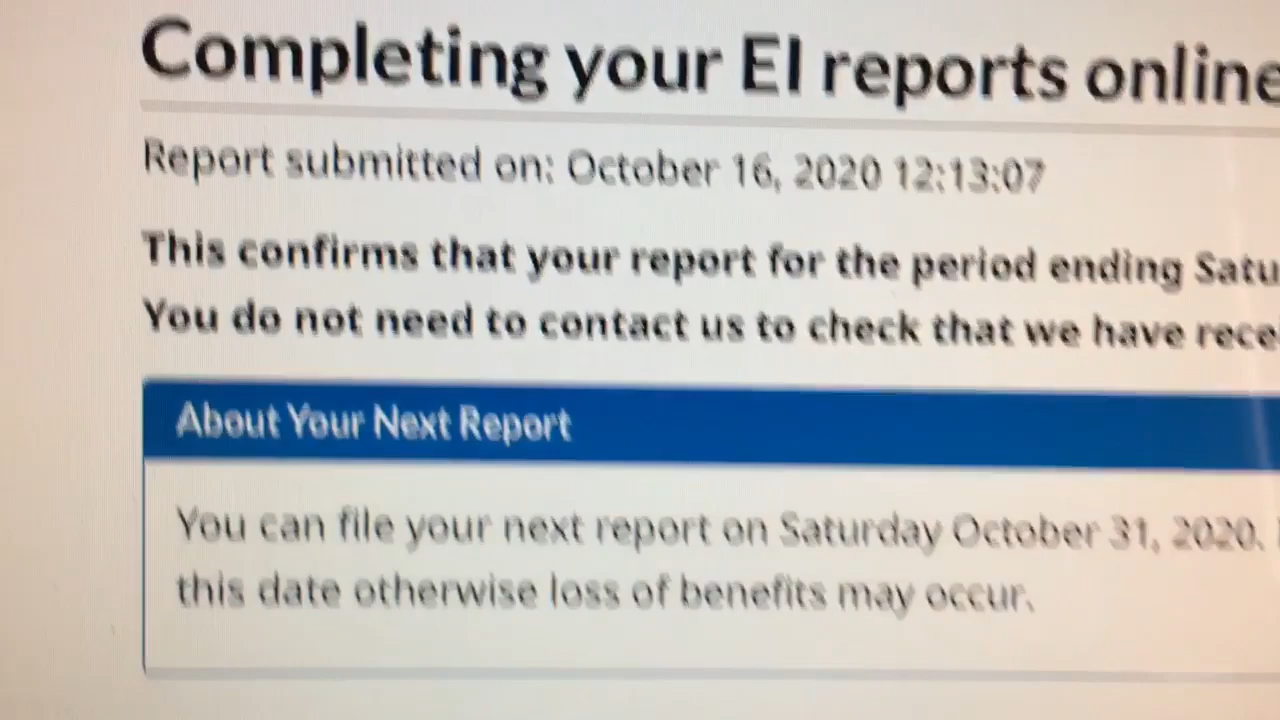 Completing your EI reports online
Report submitted on: October 16, 2020 12:13:07
This confirms that your report for the period ending
You do not need to contact us to check that we have
About Your Next Report
You can file your next report on Saturday October 31, 2020.
this date otherwise loss of benefits may occur.